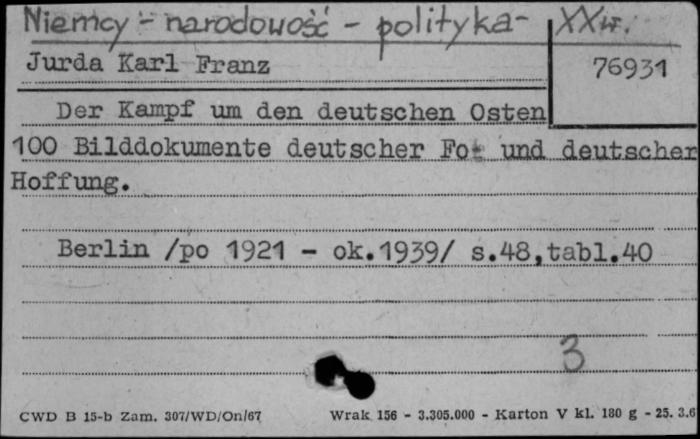 Niemcy - narodowość - polityka - XX w.
Jurda Karl Franz
76931
Der Kampf um den deutschen Osten
100 Bilddokumente deutscher Fot und deutscher
Hoffung.
Berlin /po 1921 - ok.1939/ s.48,tabl.40
3
CWD B 15-b Zam. 307/WD/On/67 Wrak 156 - 3.305.000 - Karton V kl. 180 g - 25. 3.6